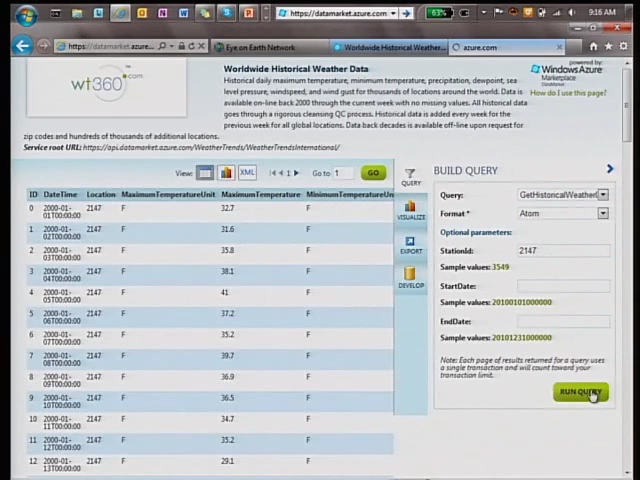 https://datamarket.azure.com/
63%
9:16 AM
https://datamarket.azure...
Eye on Earth Network
Worldwide Historical Weather...
azure.com
wt360.com
Worldwide Historical Weather Data
Historical daily maximum temperature, minimum temperature, precipitation, dewpoint, sea
level pressure, windspeed, and wind gust for thousands of locations around the world. Data is
available on-line back 2000 through the current week with no missing values. All historical data
goes through a rigorous cleansing QC process. Historical data is added every week for the
previous week for all global locations. Data back decades is available off-line upon request for
zip codes and hundreds of thousands of additional locations.
Service root URL: https://api.datamarket.azure.com/WeatherTrends/WeatherTrendsInternational/
powered by:
Windows Azure
Marketplace
DataMarket
How do I use this page?
View: XML 1 Go to 1 GO
ID DateTime Location MaximumTemperatureUnit MaximumTemperature MinimumTemperatureUn
0 2000-01-01T00:00:00 2147 F 32.7
1 2000-01-02T00:00:00 2147 F 31.6
2 2000-01-03T00:00:00 2147 F 35.8
3 2000-01-04T00:00:00 2147 F 38.1
4 2000-01-05T00:00:00 2147 F 41
5 2000-01-06T00:00:00 2147 F 37.2
6 2000-01-07T00:00:00 2147 F 35.2
7 2000-01-08T00:00:00 2147 F 39.7
8 2000-01-09T00:00:00 2147 F 36.9
9 2000-01-10T00:00:00 2147 F 36.5
10 2000-01-11T00:00:00 2147 F 34.7
11 2000-01-12T00:00:00 2147 F 35.2
12 2000-01-13T00:00:00 2147 F 29.1
QUERY
VISUALIZE
EXPORT
DEVELOP
BUILD QUERY
Query: GetHistoricalWeather
Format * Atom
Optional parameters:
StationId: 2147
Sample values: 3549
StartDate:
Sample values: 20100101000000
EndDate:
Sample values: 20101231000000
Note: Each page of results returned for a query uses
a single transaction and will count toward your
transaction limit.
RUN QUERY